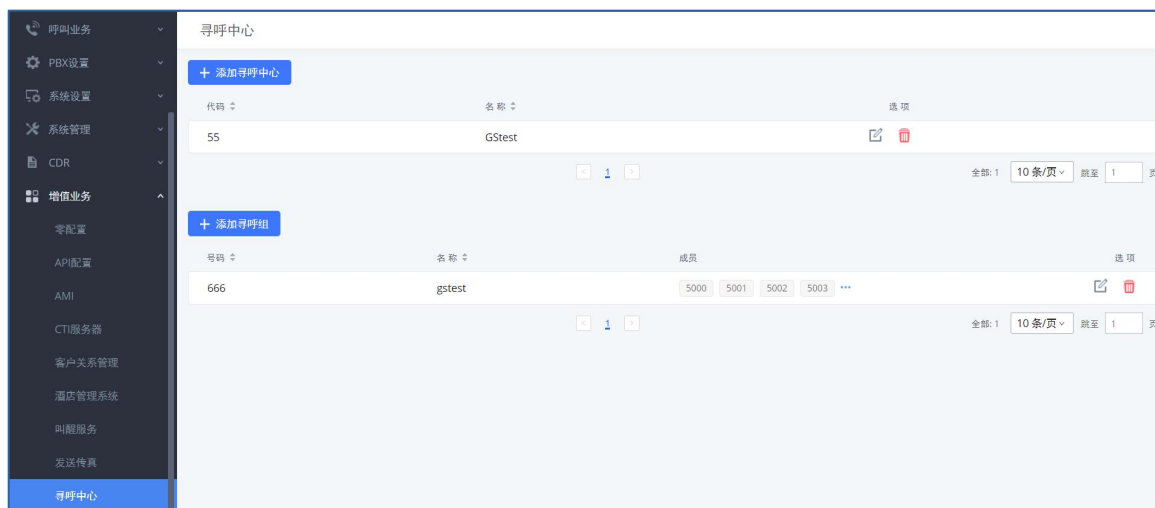 呼叫业务
PBX设置
系统设置
系统管理
CDR
增值业务
零配置
API配置
AMI
CTI服务器
客户关系管理
酒店管理系统
叫醒服务
发送传真
寻呼中心
寻呼中心
+ 添加寻呼中心
代码 名称 选项
55 GStest
< 1 > 全部: 1 10 条/页 跳至 1 页
+ 添加寻呼组
号码 名称 成员 选项
666 gstest 5000 5001 5002 5003 ···
< 1 > 全部: 1 10 条/页 跳至 1 页